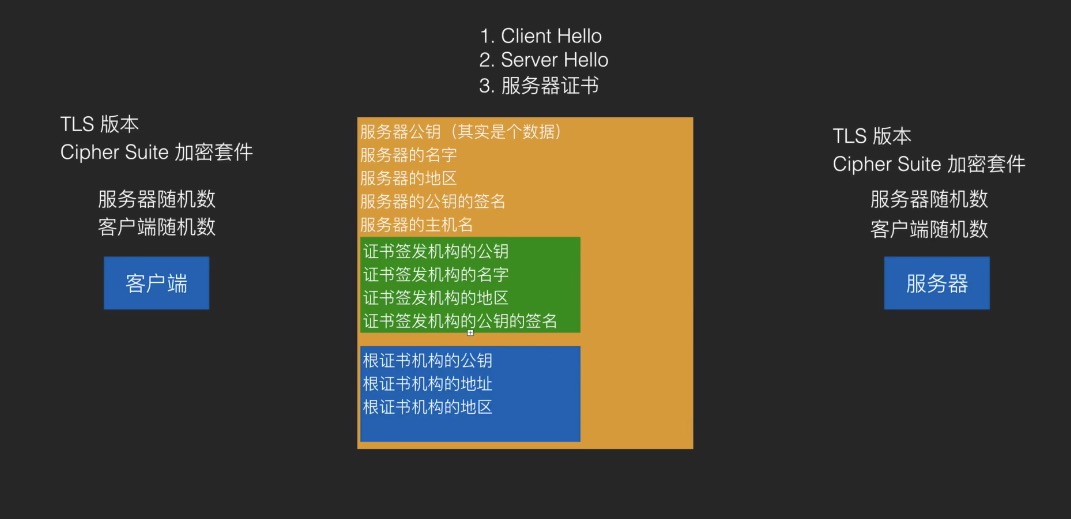 1. Client Hello
2. Server Hello
3. 服务器证书
TLS 版本
Cipher Suite 加密套件
服务器随机数
客户端随机数
客户端
服务器公钥（其实是个数据）
服务器的名字
服务器的地区
服务器的公钥的签名
服务器的主机名
证书签发机构的公钥
证书签发机构的名字
证书签发机构的地区
证书签发机构的公钥的签名
根证书机构的公钥
根证书机构的地址
根证书机构的地区
TLS 版本
Cipher Suite 加密套件
服务器随机数
客户端随机数
服务器